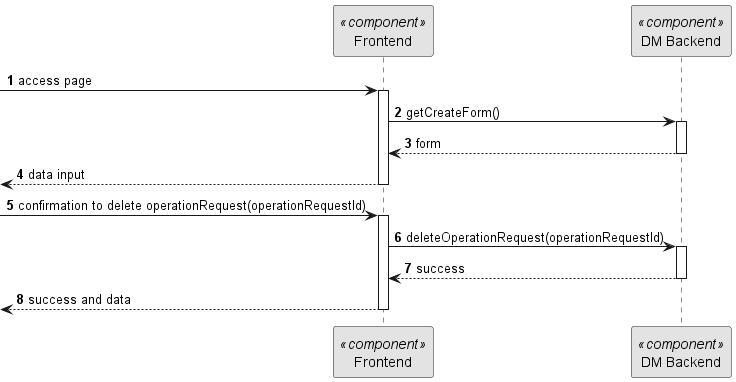 «component»
Frontend
«component»
DM Backend
1 access page
2 getCreateForm()
3 form
4 data input
5 confirmation to delete operationRequest(operationRequestId)
6 deleteOperationRequest(operationRequestId)
7 success
8 success and data
«component»
Frontend
«component»
DM Backend